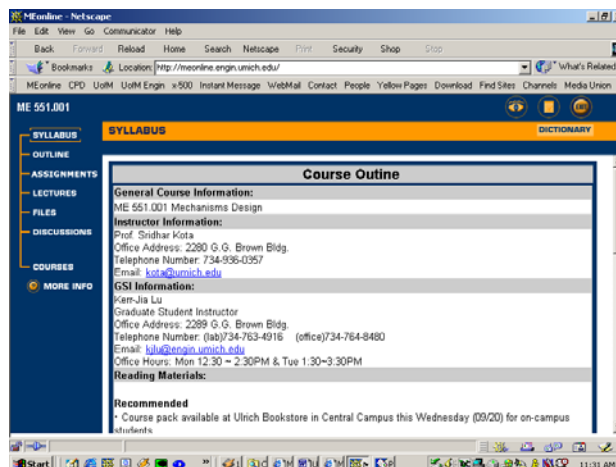 MEonline - Netscape
File Edit View Go Communicator Help
Back Forward Reload Home Search Netscape Print Security Shop Stop
Bookmarks Location: http://meonline.engin.umich.edu/ What's Related
MEonline CPD UofM UofM Engin x-500 Instant Message WebMail Contact People Yellow Pages Download Find Sites Channels Media Union
ME 551.001
SYLLABUS
OUTLINE
ASSIGNMENTS
LECTURES
FILES
DISCUSSIONS
COURSES
MORE INFO
SYLLABUS
DICTIONARY
Course Outline
General Course Information:
ME 551.001 Mechanisms Design
Instructor Information:
Prof. Sridhar Kota
Office Address: 2280 G.G. Brown Bldg.
Telephone Number: 734-936-0357
Email: kota@umich.edu
GSI Information:
Kerr-Jia Lu
Graduate Student Instructor
Office Address: 2289 G.G. Brown Bldg.
Telephone Number: (lab)734-763-4916 (office)734-764-8480
Email: kjlu@engin.umich.edu
Office Hours: Mon 12:30 ~ 2:30PM & Tue 1:30~3:30PM
Reading Materials:
Recommended
• Course pack available at Ulrich Bookstore in Central Campus this Wednesday (09/20) for on-campus
students
Start
11:31 AM